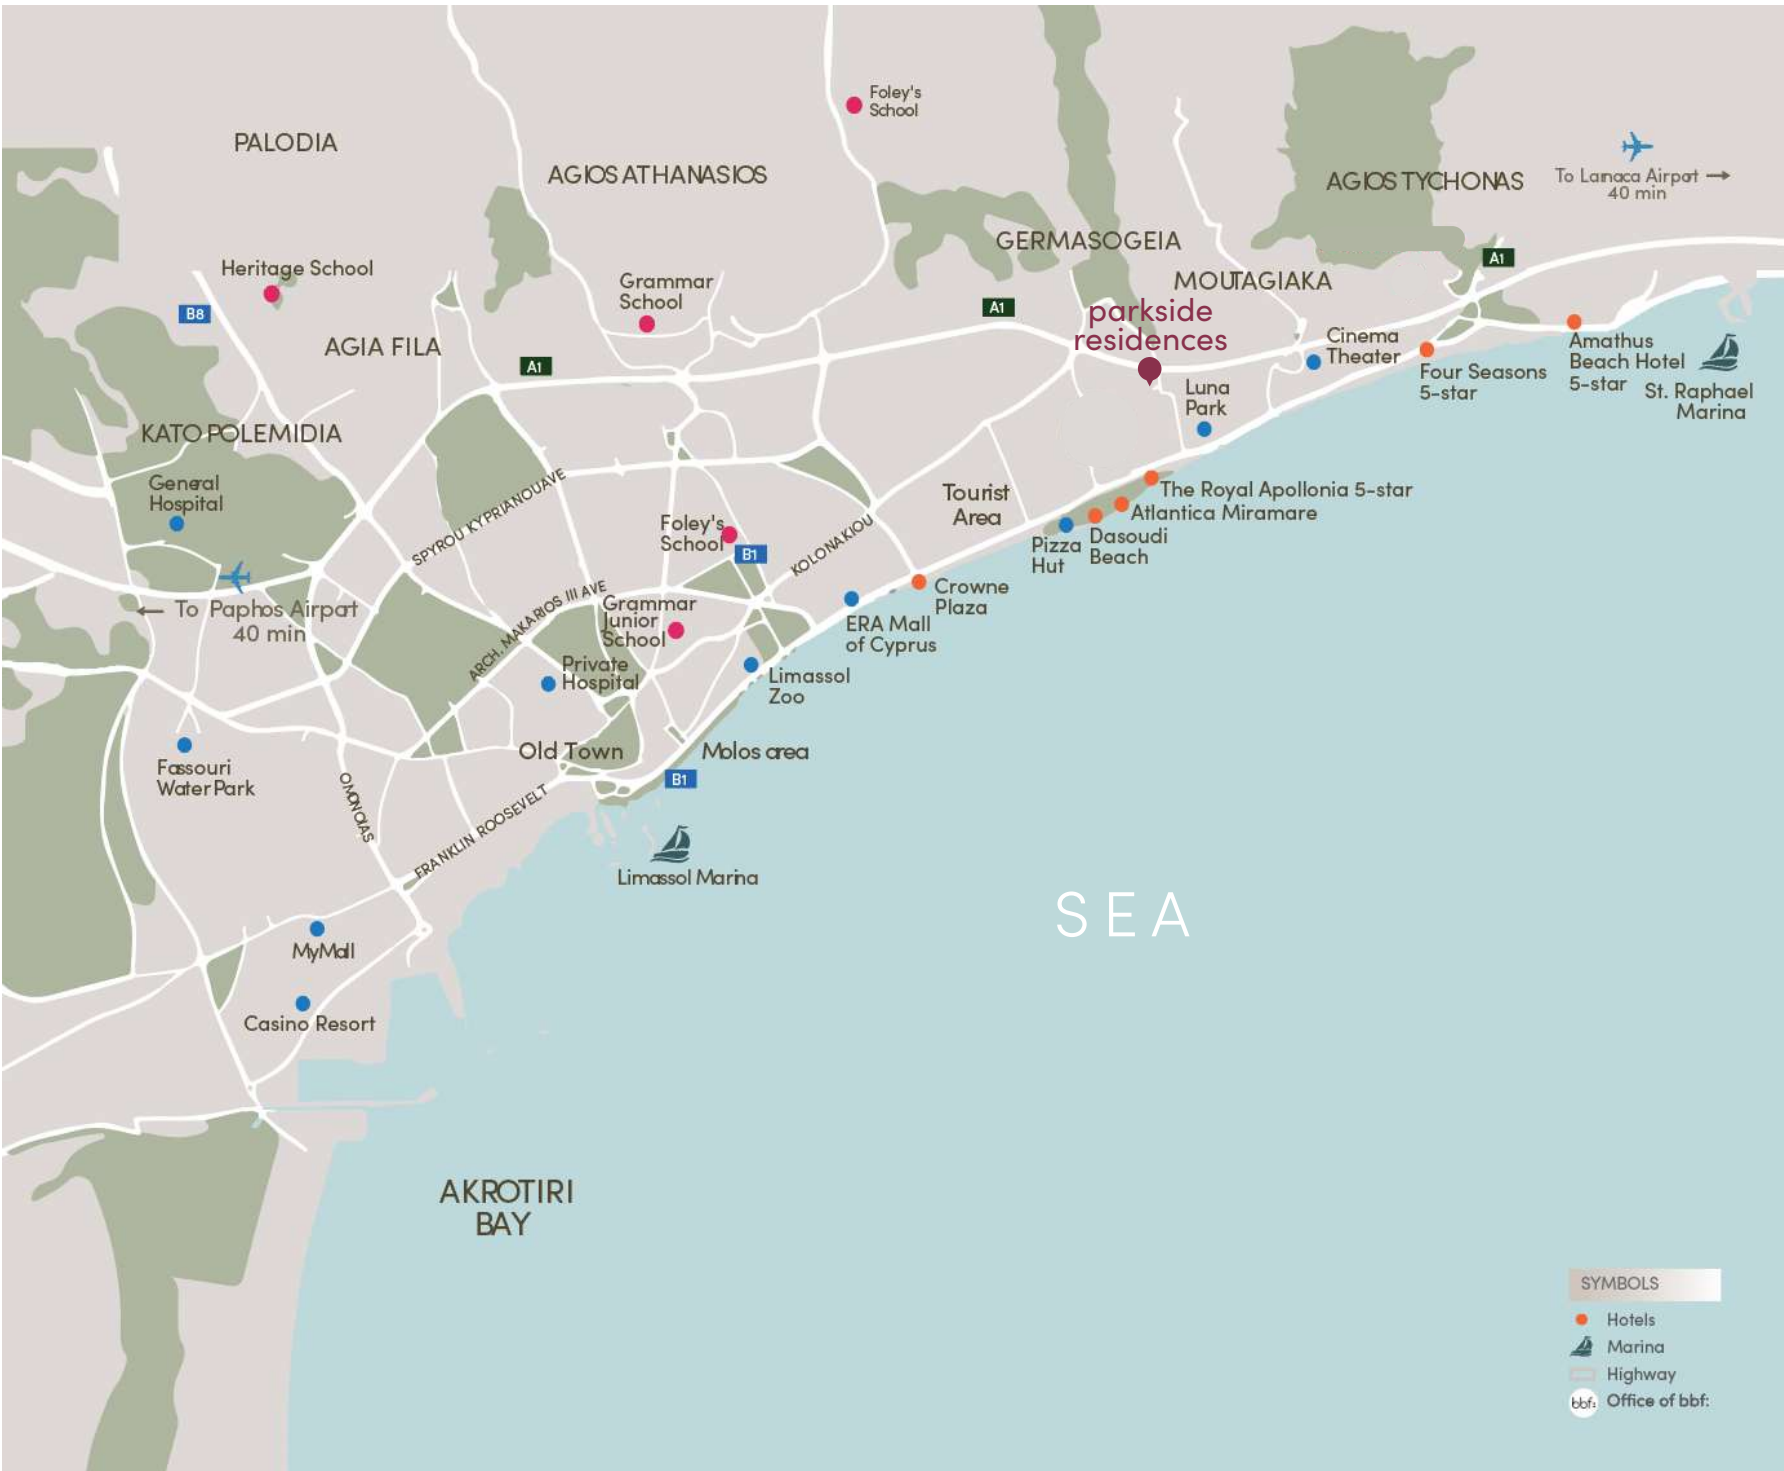 Foley's
School
PALODIA
AGIOS ATHANASIOS
AGIOS TYCHONAS
To Larnaca Airport →
40 min
GERMASOGEIA
A1
Heritage School
Grammar
School
MOUTAGIAKA
B8
A1
parkside
residences
AGIA FILA
A1
Cinema
Theater
Amathus
Beach Hotel
5-star
Four Seasons
5-star
St. Raphael
Marina
Luna
Park
KATO POLEMIDIA
General
Hospital
SPYROU KYPRIANOU AVE
Tourist
Area
The Royal Apollonia 5-star
Atlantica Miramare
Foley's
School
B1
KOLONAKIOU
Pizza
Hut
Dasoudi
Beach
← To Paphos Airport
40 min
ARCH. MAKARIOS III AVE
Grammar
Junior
School
Crowne
Plaza
ERA Mall
of Cyprus
Private
Hospital
Limassol
Zoo
Old Town
Molos area
Fassouri
WaterPark
B1
OMONOIAS
FRANKLIN ROOSEVELT
Limassol Marina
SEA
MyMall
Casino Resort
AKROTIRI
BAY
SYMBOLS
Hotels
Marina
Highway
bbf: Office of bbf: